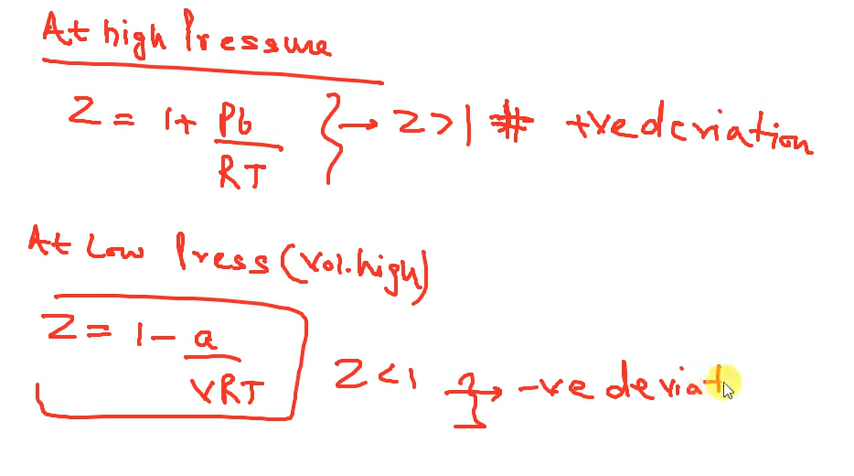 At high Pressure
Z = 1 + Pb/RT } → Z > 1 # +ve deviation
At Low Press (Vol. high)
Z = 1 - a/VRT Z < 1 → -ve deviat